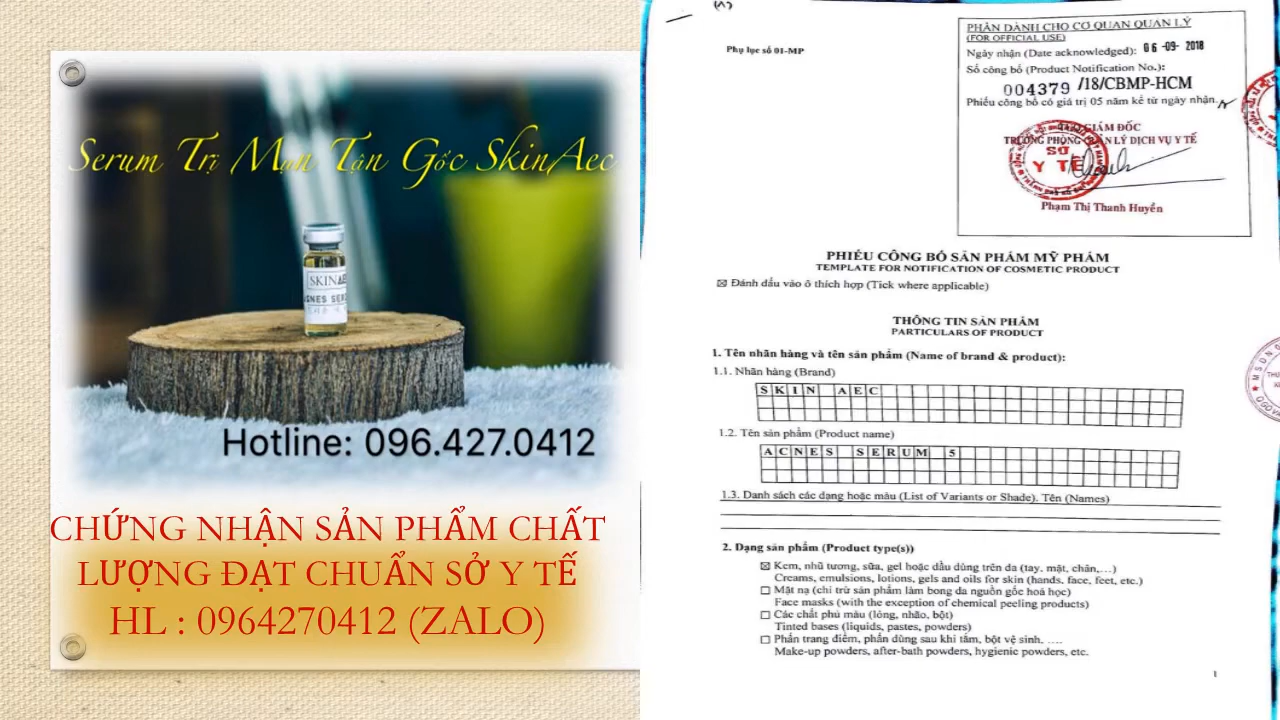 Serum Trị Mụn Tận Gốc SkinAec
SKINAEC
Hotline: 096.427.0412
CHỨNG NHẬN SẢN PHẨM CHẤT
LƯỢNG ĐẠT CHUẨN SỞ Y TẾ
HL : 0964270412 (ZALO)
Phụ lục số 01-MP
PHẦN DÀNH CHO CƠ QUAN QUẢN LÝ
(FOR OFFICIAL USE)
Ngày nhận (Date acknowledged): 06 -09- 2018
Số công bố (Product Notification No.):
004379 /18/CBMP-HCM
Phiếu công bố có giá trị 05 năm kể từ ngày nhận.
GIÁM ĐỐC
TRƯỞNG PHÒNG QUẢN LÝ DỊCH VỤ Y TẾ
SỞ
Y TẾ
Phạm Thị Thanh Huyền
PHIẾU CÔNG BỐ SẢN PHẨM MỸ PHẨM
TEMPLATE FOR NOTIFICATION OF COSMETIC PRODUCT
☒ Đánh dấu vào ô thích hợp (Tick where applicable)
THÔNG TIN SẢN PHẨM
PARTICULARS OF PRODUCT
1. Tên nhãn hàng và tên sản phẩm (Name of brand & product):
1.1. Nhãn hàng (Brand)
SKIN AEC
1.2. Tên sản phẩm (Product name)
ACNES SERUM 5
1.3. Danh sách các dạng hoặc màu (List of Variants or Shade). Tên (Names)
2. Dạng sản phẩm (Product type(s))
☒ Kem, nhũ tương, sữa, gel hoặc dầu dùng trên da (tay, mặt, chân,...)
Creams, emulsions, lotions, gels and oils for skin (hands, face, feet, etc.)
☐ Mặt nạ (chỉ trừ sản phẩm làm bong da nguồn gốc hoá học)
Face masks (with the exception of chemical peeling products)
☐ Các chất phủ màu (lỏng, nhão, bột)
Tinted bases (liquids, pastes, powders)
☐ Phấn trang điểm, phấn dùng sau khi tắm, bột vệ sinh, ....
Make-up powders, after-bath powders, hygienic powders, etc.
1